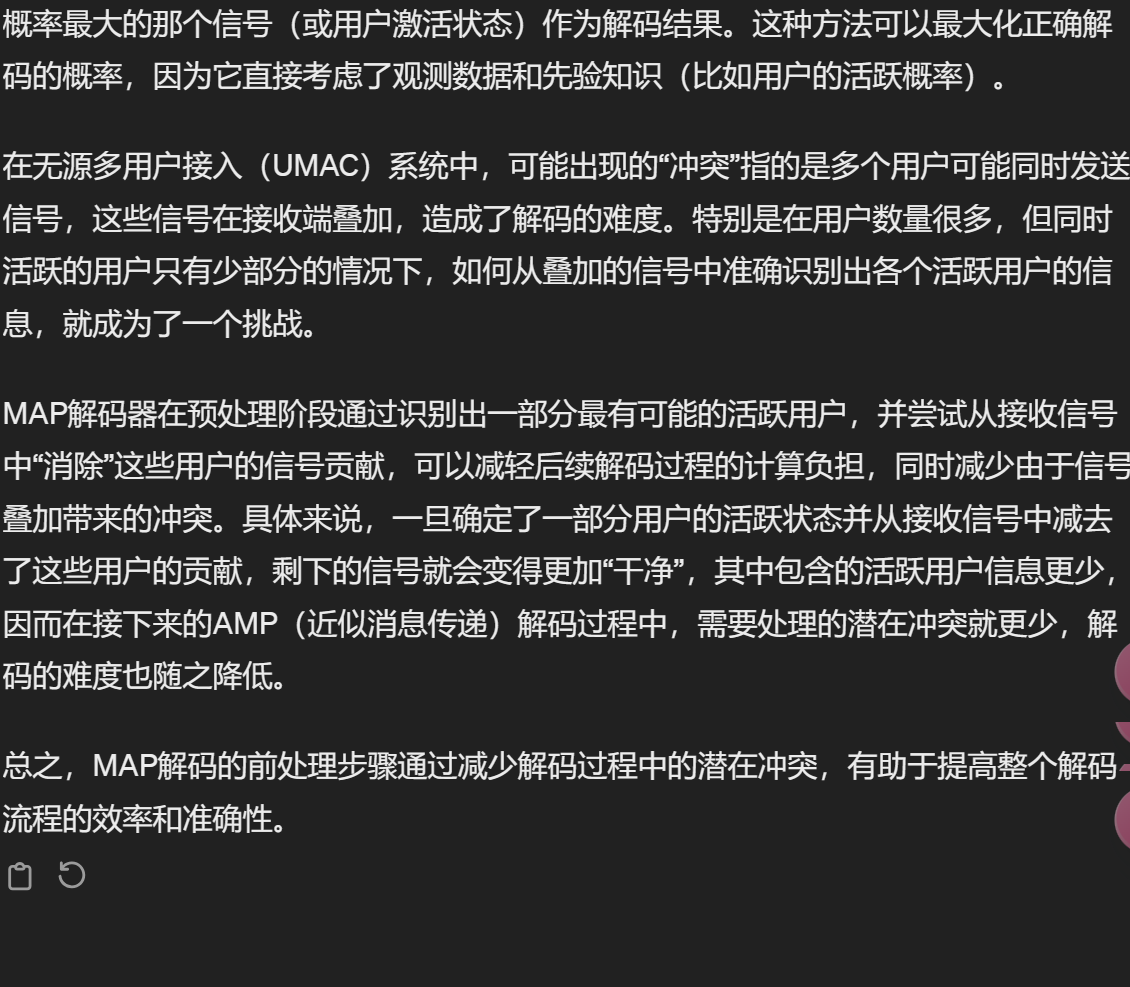 概率最大的那个信号（或用户激活状态）作为解码结果。这种方法可以最大化正确解
码的概率，因为它直接考虑了观测数据和先验知识（比如用户的活跃概率）。
在无源多用户接入（UMAC）系统中，可能出现的“冲突”指的是多个用户可能同时发送
信号，这些信号在接收端叠加，造成了解码的难度。特别是在用户数量很多，但同时
活跃的用户只有少部分的情况下，如何从叠加的信号中准确识别出各个活跃用户的信
息，就成为了一个挑战。
MAP解码器在预处理阶段通过识别出一部分最有可能的活跃用户，并尝试从接收信号
中“消除”这些用户的信号贡献，可以减轻后续解码过程的计算负担，同时减少由于信号
叠加带来的冲突。具体来说，一旦确定了一部分用户的活跃状态并从接收信号中减去
了这些用户的贡献，剩下的信号就会变得更加“干净”，其中包含的活跃用户信息更少，
因而在接下来的AMP（近似消息传递）解码过程中，需要处理的潜在冲突就更少，解
码的难度也随之降低。
总之，MAP解码的前处理步骤通过减少解码过程中的潜在冲突，有助于提高整个解码
流程的效率和准确性。